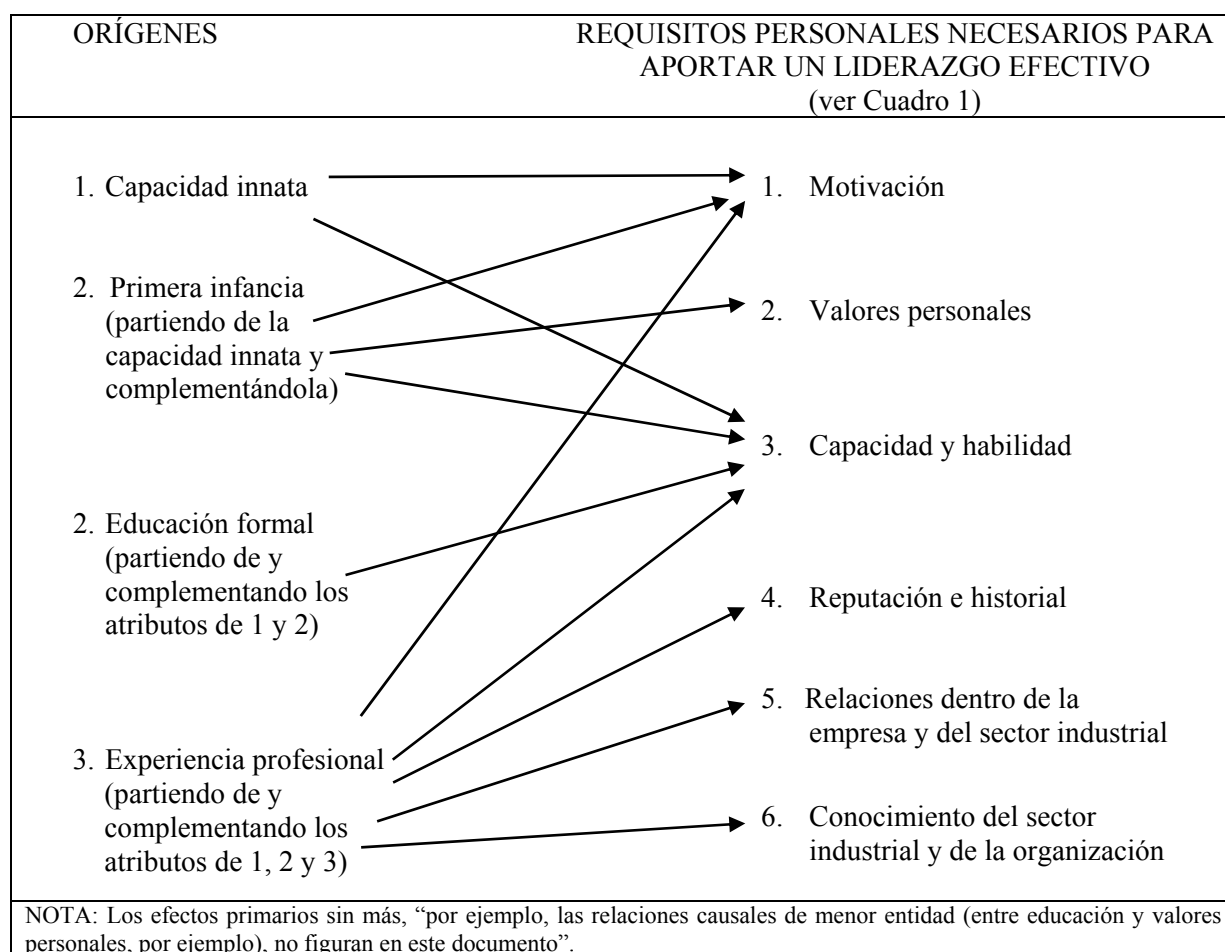 ORÍGENES
REQUISITOS PERSONALES NECESARIOS PARA
APORTAR UN LIDERAZGO EFECTIVO
(ver Cuadro 1)
1. Capacidad innata
2. Primera infancia
(partiendo de la
capacidad innata y
complementándola)
2. Educación formal
(partiendo de y
complementando los
atributos de 1 y 2)
3. Experiencia profesional
(partiendo de y
complementando los
atributos de 1, 2 y 3)
1. Motivación
2. Valores personales
3. Capacidad y habilidad
4. Reputación e historial
5. Relaciones dentro de la
empresa y del sector industrial
6. Conocimiento del sector
industrial y de la organización
NOTA: Los efectos primarios sin más, “por ejemplo, las relaciones causales de menor entidad (entre educación y valores
personales, por ejemplo), no figuran en este documento”.